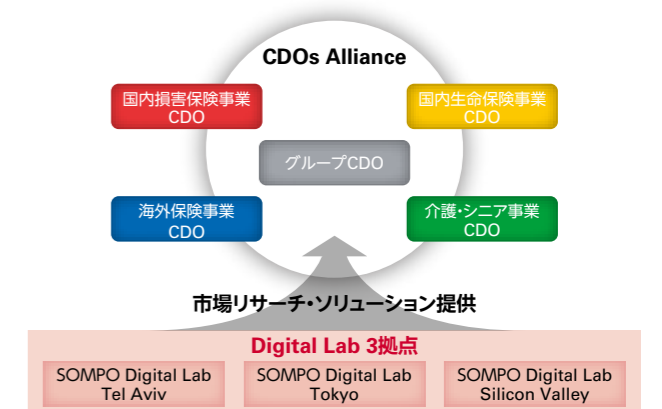 CDOs Alliance
国内損害保険事業
CDO
国内生命保険事業
CDO
グループCDO
海外保険事業
CDO
介護・シニア事業
CDO
市場リサーチ・ソリューション提供
Digital Lab 3拠点
SOMPO Digital Lab
Tel Aviv
SOMPO Digital Lab
Tokyo
SOMPO Digital Lab
Silicon Valley